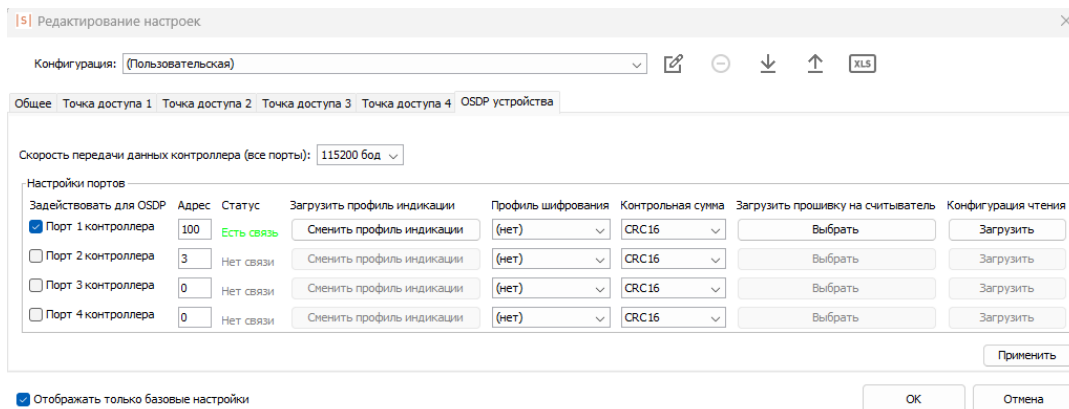 |S| Редактирование настроек
Конфигурация: (Пользовательская) XLS
Общее Точка доступа 1 Точка доступа 2 Точка доступа 3 Точка доступа 4 OSDP устройства
Скорость передачи данных контроллера (все порты): 115200 бод
Настройки портов
Задействовать для OSDP Адрес Статус Загрузить профиль индикации Профиль шифрования Контрольная сумма Загрузить прошивку на считыватель Конфигурация чтения
Порт 1 контроллера 100 Есть связь Сменить профиль индикации (нет) CRC16 Выбрать Загрузить
Порт 2 контроллера 3 Нет связи Сменить профиль индикации (нет) CRC16 Выбрать Загрузить
Порт 3 контроллера 0 Нет связи Сменить профиль индикации (нет) CRC16 Выбрать Загрузить
Порт 4 контроллера 0 Нет связи Сменить профиль индикации (нет) CRC16 Выбрать Загрузить
Применить
Отображать только базовые настройки ОК Отмена